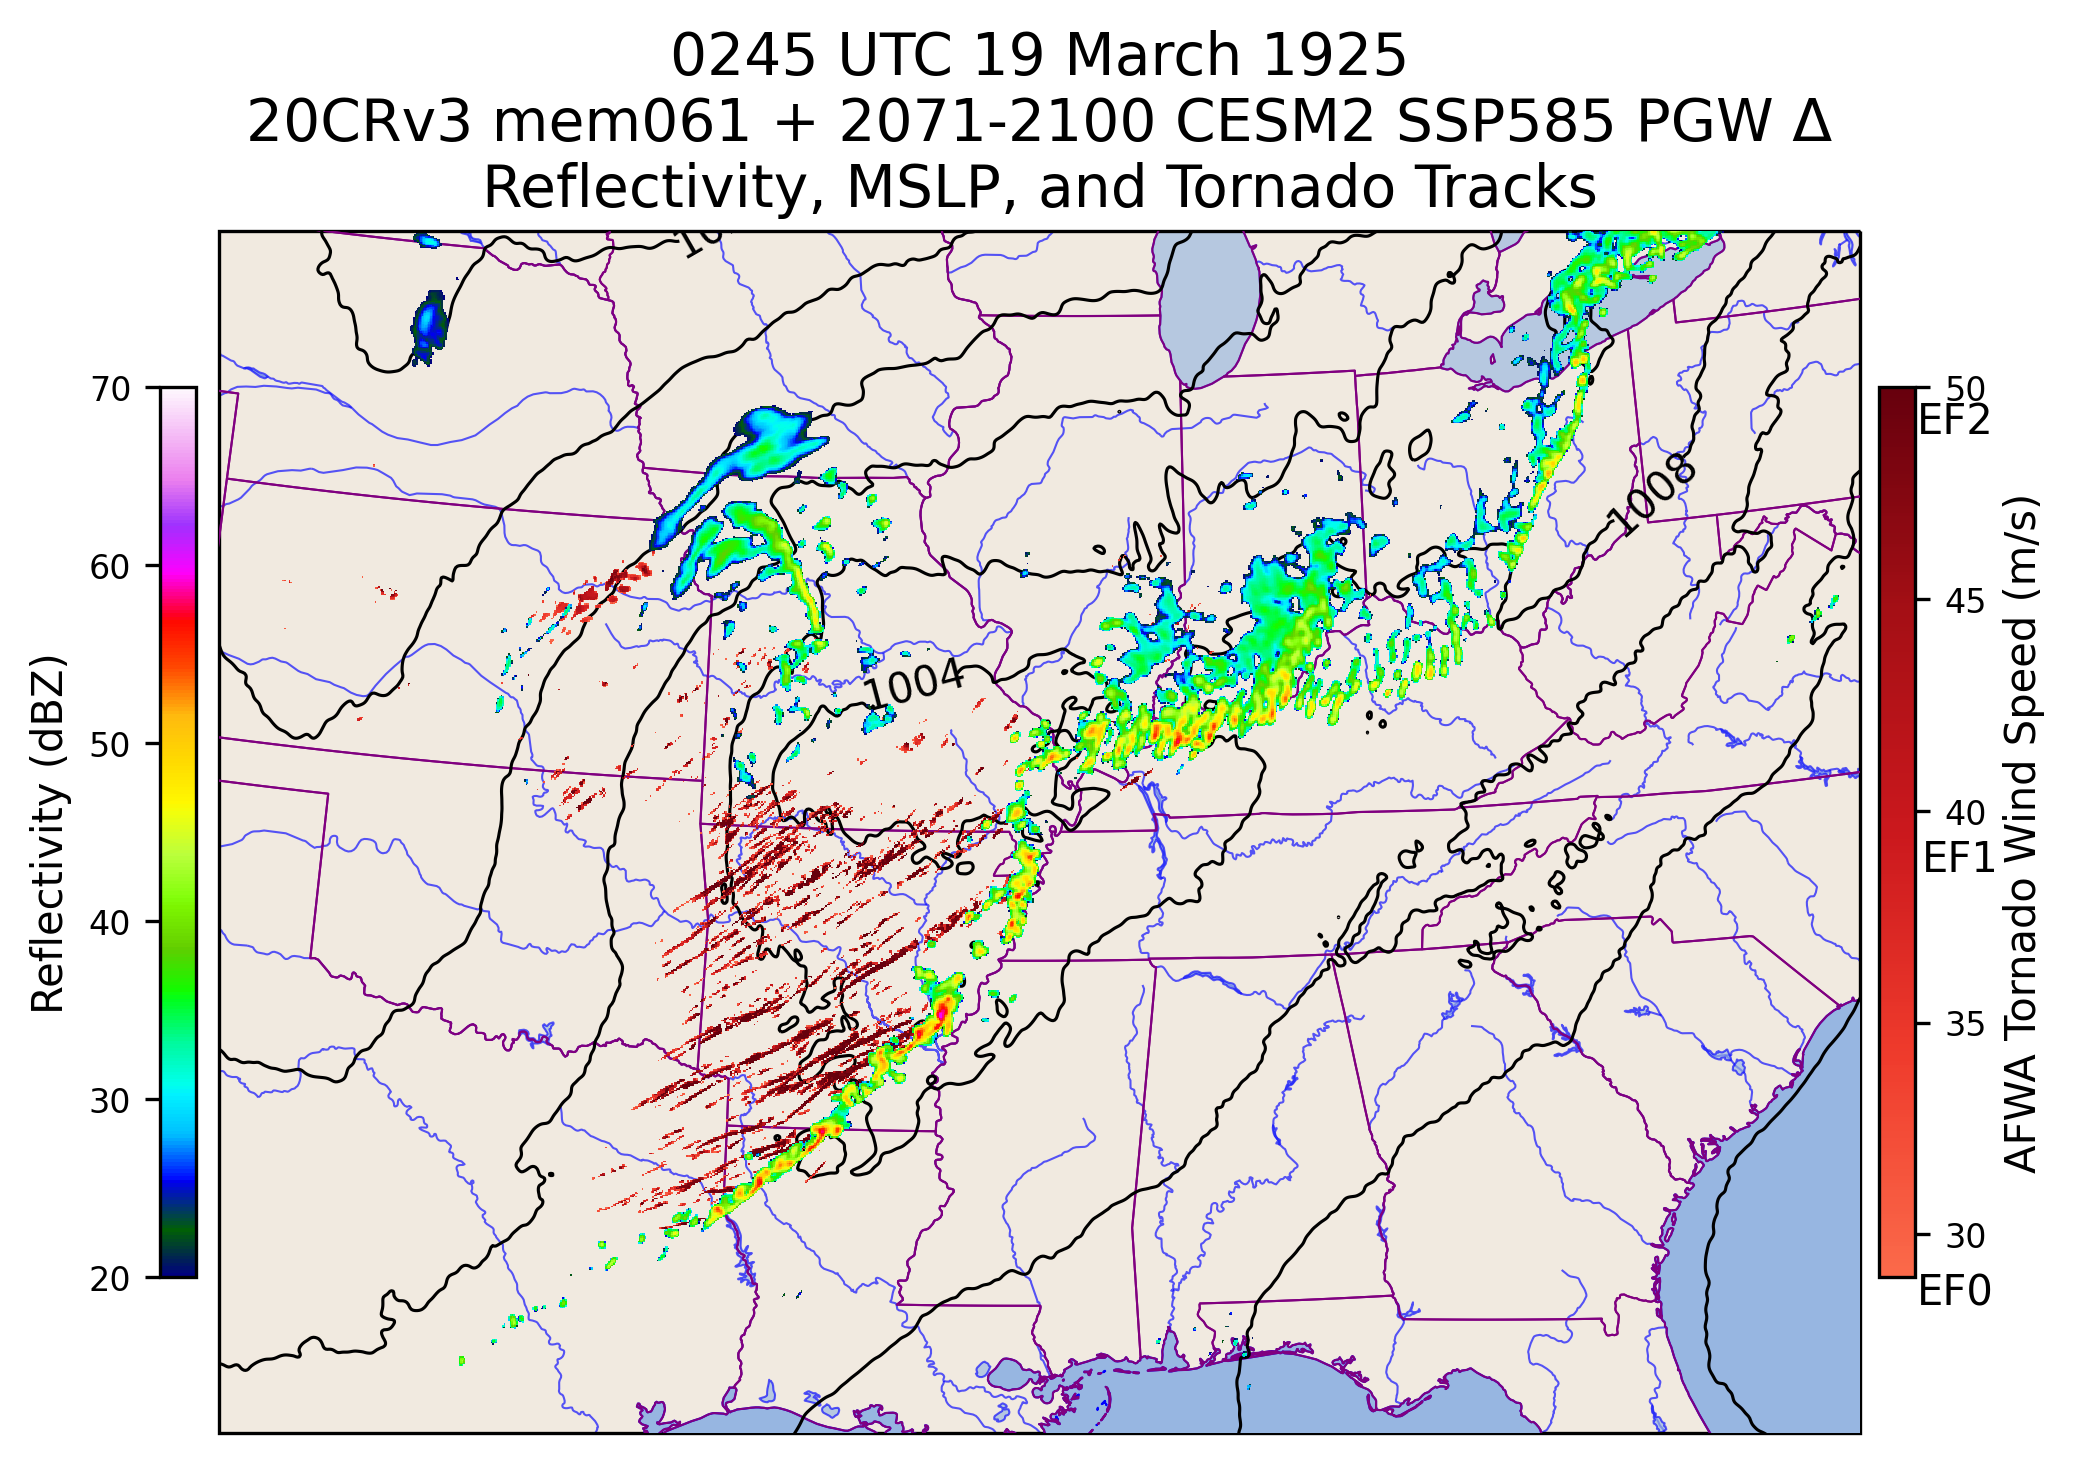 0245 UTC 19 March 1925
20CRv3 mem061 + 2071-2100 CESM2 SSP585 PGW Δ
Reflectivity, MSLP, and Tornado Tracks
70
60
50
40
30
20
Reflectivity (dBZ)
1008
1004
50
EF2
45
40
EF1
35
30
EF0
AFWA Tornado Wind Speed (m/s)